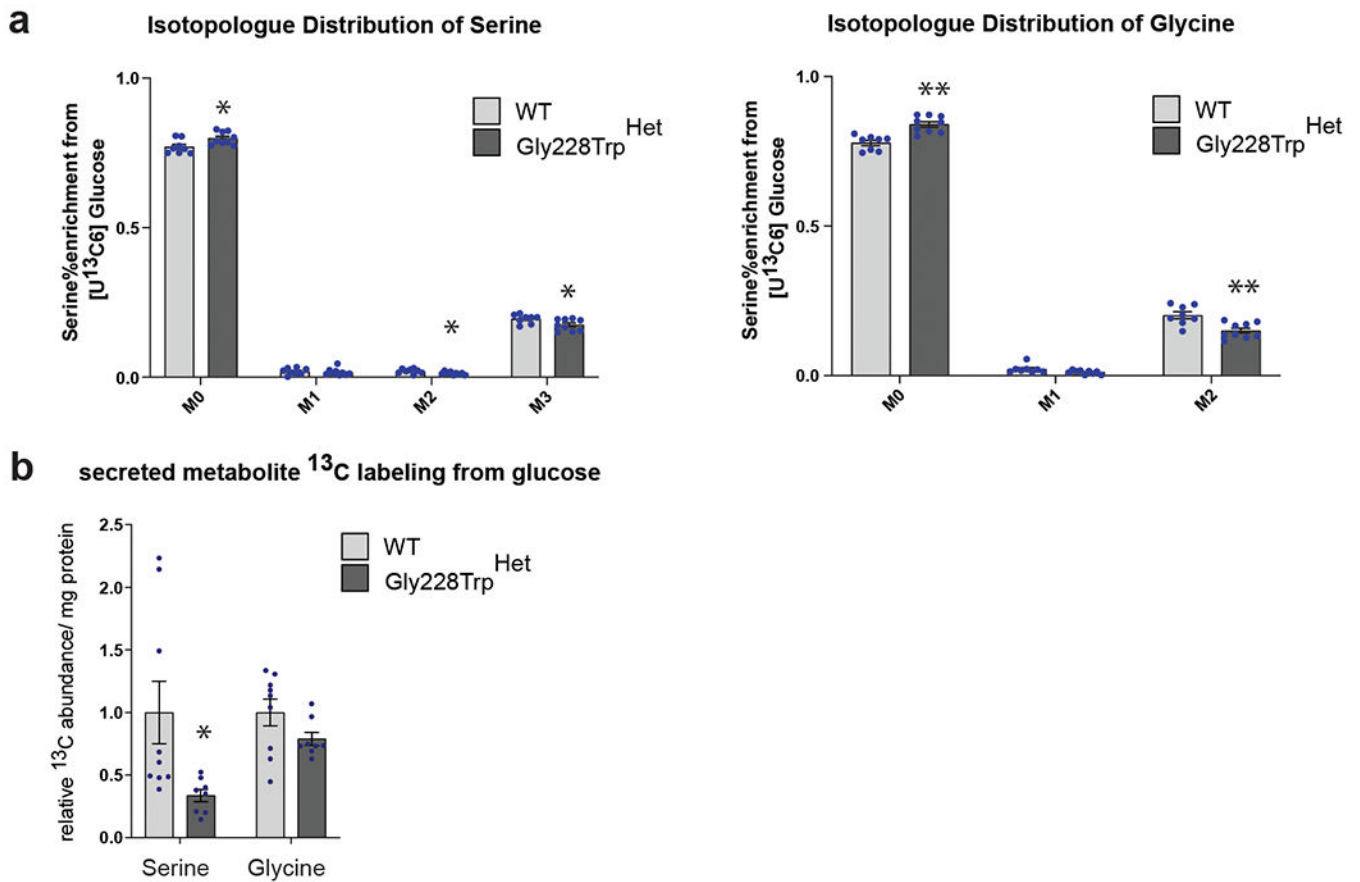 a
Isotopologue Distribution of Serine
Serine%enrichment from
[U13C6] Glucose
1.0
0.5
0.0
*
*
*
WT
Gly228TrpHet
M0
M1
M2
M3
Isotopologue Distribution of Glycine
Serine%enrichment from
[U13C6] Glucose
1.0
0.5
0.0
**
**
WT
Gly228TrpHet
M0
M1
M2
b
secreted metabolite 13C labeling from glucose
relative 13C abundance/ mg protein
2.5
2.0
1.5
1.0
0.5
0.0
*
WT
Gly228TrpHet
Serine
Glycine